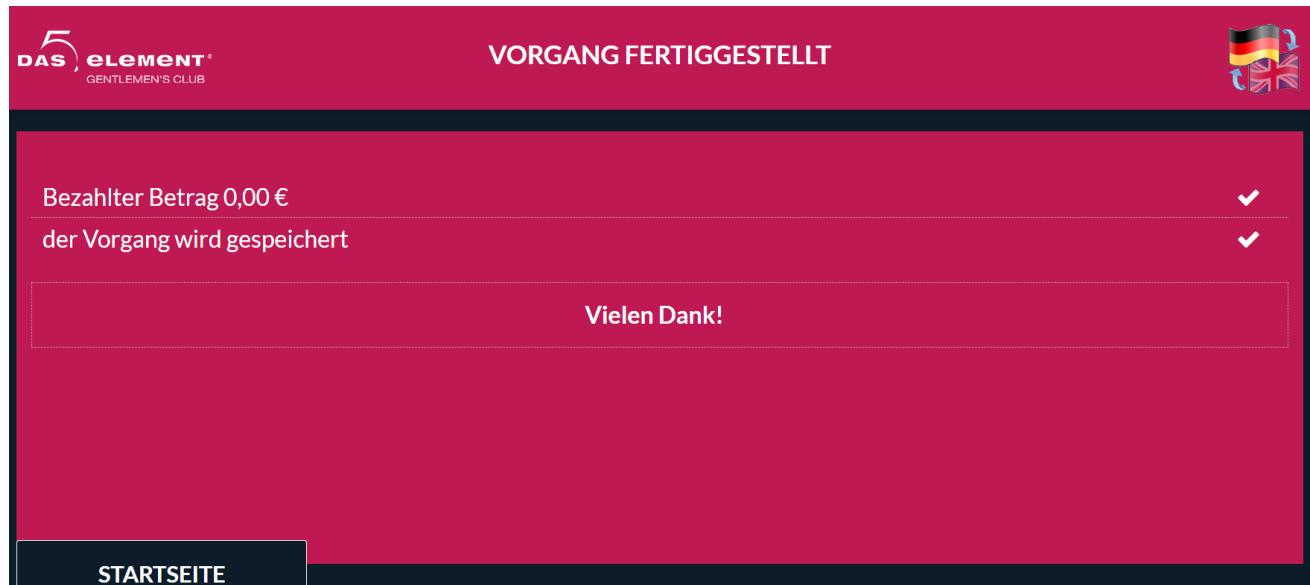 DAS 5 element®
GENTLEMEN'S CLUB
VORGANG FERTIGGESTELLT
Bezahlter Betrag 0,00 €
der Vorgang wird gespeichert
Vielen Dank!
STARTSEITE